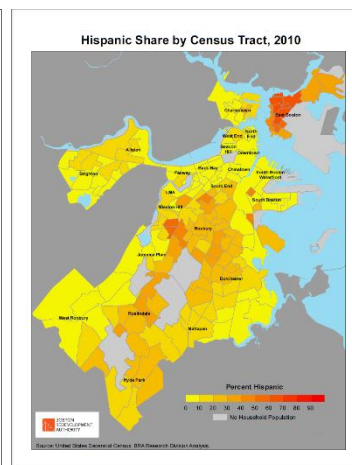 Hispanic Share by Census Tract, 2010
Charlestown
East Boston
West End
North End
Beacon Hill
Downtown
Allston
Brighton
Back Bay
Chinatown
Fenway
South End
South Boston Waterfront
LMA
South Boston
Mission Hill
Roxbury
Jamaica Plain
Dorchester
West Roxbury
Roslindale
Mattapan
Hyde Park
Percent Hispanic
0 10 20 30 40 50 60 70 80 90
No Household Population
BOSTON
REDEVELOPMENT
AUTHORITY
Source: United States Decennial Census, BRA Research Division Analysis